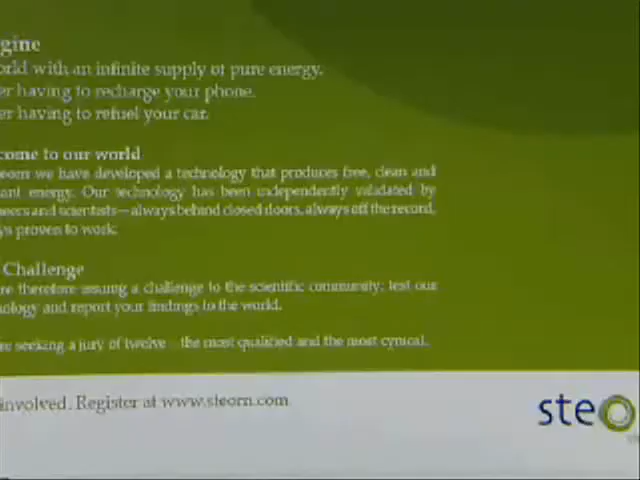 gine
orld with an infinite supply of pure energy.
er having to recharge your phone.
er having to refuel your car.
come to our world
eorn we have developed a technology that produces free, clean and
ant energy. Our technology has been independently validated by
neers and scientists—always behind closed doors, always off the record,
ys proven to work.
Challenge
re therefore issuing a challenge to the scientific community: test our
nology and report your findings to the world.
re seeking a jury of twelve the most qualified and the most cynical.
involved. Register at www.steorn.com
steo